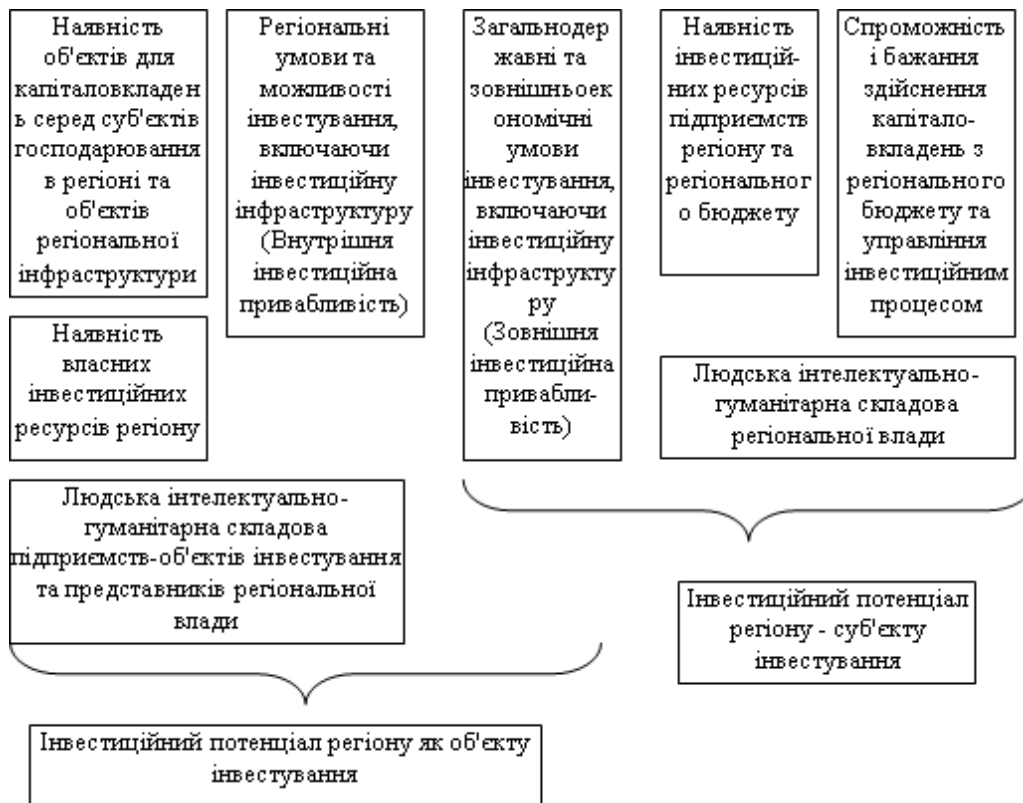 Наявність
об'єктів для
капіталовкладен
ь серед суб'єктів
господарювання
в регіоні та
об'єктів
регіональної
інфраструктури
Регіональні
умови та
можливості
інвестування,
включаючи
інвестиційну
інфраструктуру
(Внутрішня
інвестиційна
привабливість)
Загальнодер
жавні та
зовнішньоек
ономічні
умови
інвестування,
включаючи
інвестиційну
інфраструкту
ру
(Зовнішня
інвестиційна
привабли-
вість)
Наявність
інвестицій-
них ресурсів
підприємств
регіону та
регіональног
о бюджету
Спроможність
і бажання
здійснення
капітало-
вкладень з
регіонального
бюджету та
управління
інвестиційним
процесом
Наявність
власних
інвестиційних
ресурсів регіону
Людська інтелектуально-
гуманітарна складова
регіональної влади
Людська інтелектуально-
гуманітарна складова
підприємств-об'єктів інвестування
та представників регіональної
влади
Інвестиційний потенціал
регіону - суб'єкту
інвестування
Інвестиційний потенціал регіону як об'єкту
інвестування